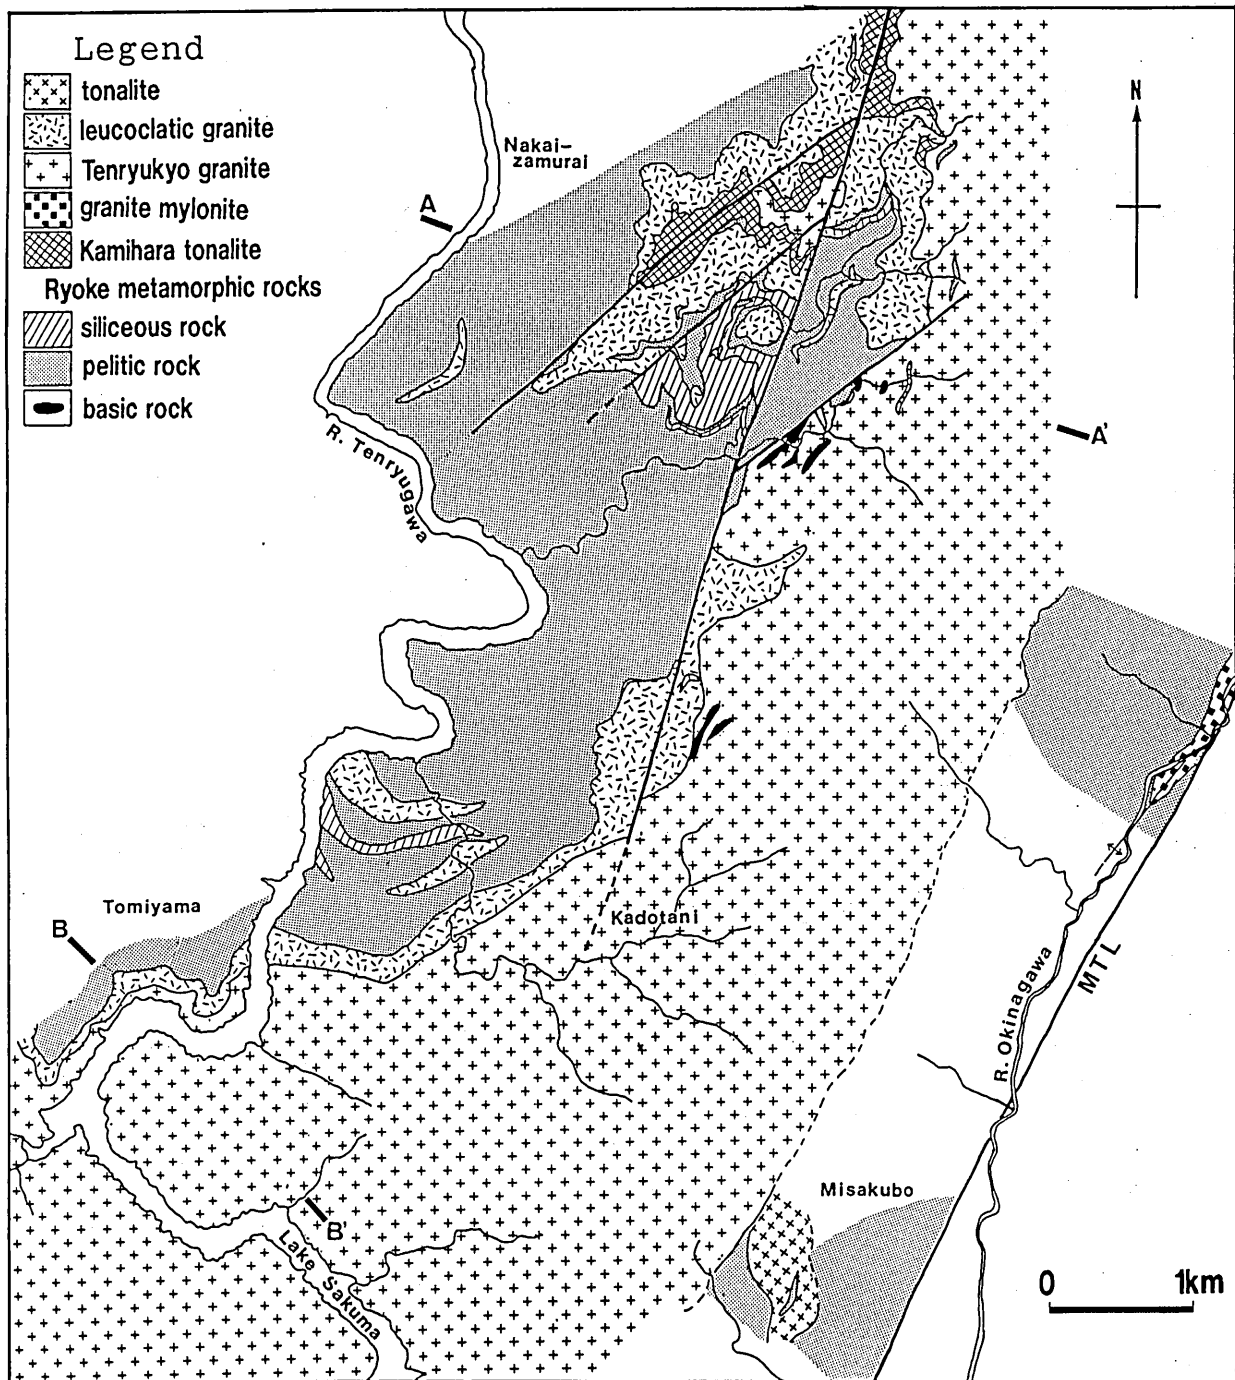 Legend
tonalite
leucoclatic granite
Tenryukyo granite
granite mylonite
Kamihara tonalite
Ryoke metamorphic rocks
siliceous rock
pelitic rock
basic rock
N
Nakai-
zamurai
A
A'
R. Tenryugawa
Tomiyama
B
Kadotani
R. Okinagawa
MTL
Misakubo
B'
Lake Sakuma
0 1km